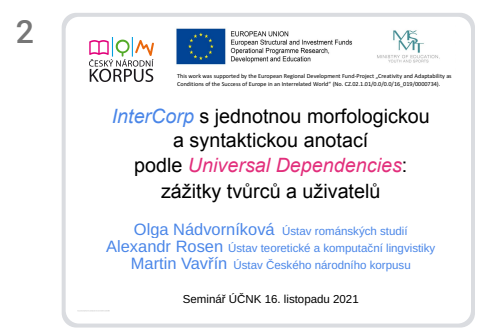 2
ČESKÝ NÁRODNÍ
KORPUS
EUROPEAN UNION
European Structural and Investment Funds
Operational Programme Research,
Development and Education
MINISTRY OF EDUCATION,
YOUTH AND SPORTS
This work was supported by the European Regional Development Fund-Project „Creativity and Adaptability as
Conditions of the Success of Europe in an Interrelated World" (No. CZ.02.1.01/0.0/0.0/16_019/0000734).
InterCorp s jednotnou morfologickou
a syntaktickou anotací
podle Universal Dependencies:
zážitky tvůrců a uživatelů
Olga Nádvorníková Ústav románských studií
Alexandr Rosen Ústav teoretické a komputační lingvistiky
Martin Vavřín Ústav Českého národního korpusu
Seminář ÚČNK 16. listopadu 2021